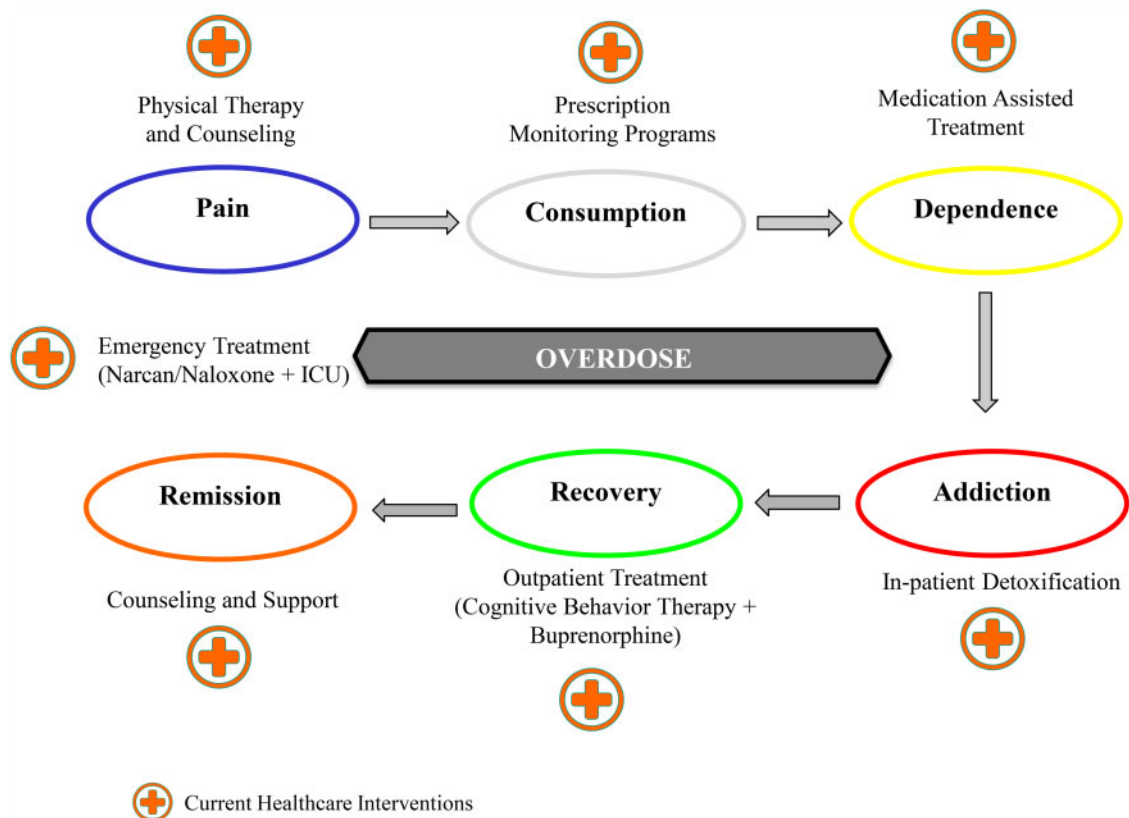 Physical Therapy
and Counseling
Prescription
Monitoring Programs
Medication Assisted
Treatment
Pain
Consumption
Dependence
Emergency Treatment
(Narcan/Naloxone + ICU)
OVERDOSE
Remission
Recovery
Addiction
Counseling and Support
Outpatient Treatment
(Cognitive Behavior Therapy +
Buprenorphine)
In-patient Detoxification
Current Healthcare Interventions